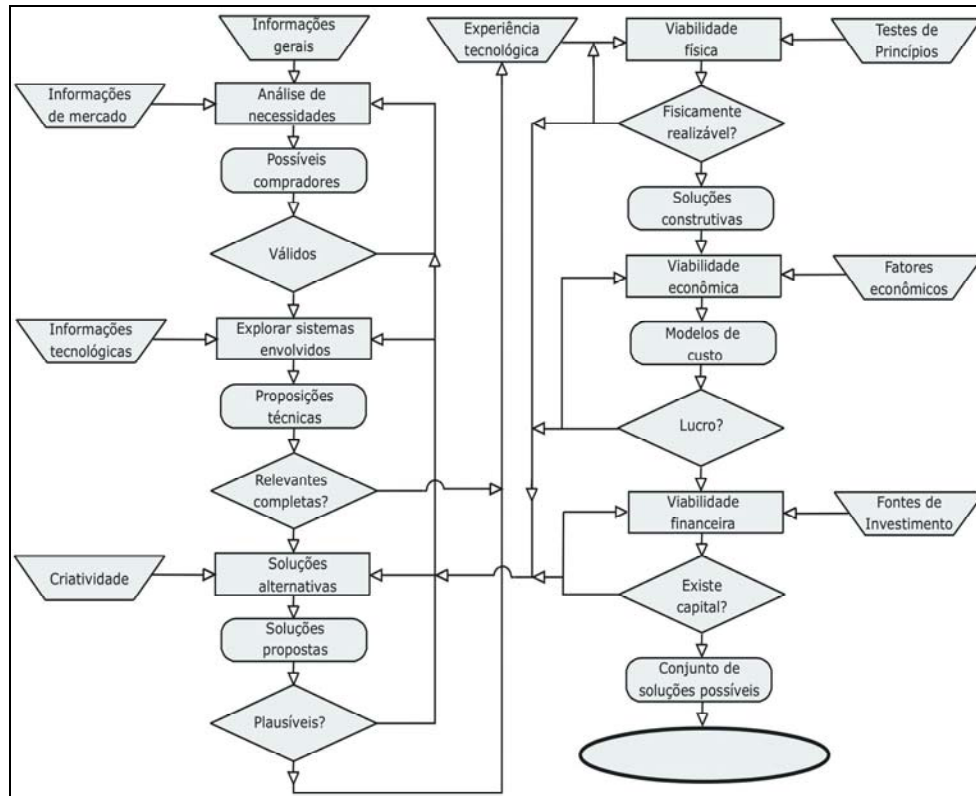 Informações
gerais
Informações
de mercado
Análise de
necessidades
Possíveis
compradores
Válidos
Informações
tecnológicas
Explorar sistemas
envolvidos
Proposições
técnicas
Relevantes
completas?
Criatividade
Soluções
alternativas
Soluções
propostas
Plausíveis?
Experiência
tecnológica
Viabilidade
física
Testes de
Princípios
Fisicamente
realizável?
Soluções
construtivas
Viabilidade
econômica
Fatores
econômicos
Modelos de
custo
Lucro?
Viabilidade
financeira
Fontes de
Investimento
Existe
capital?
Conjunto de
soluções possíveis